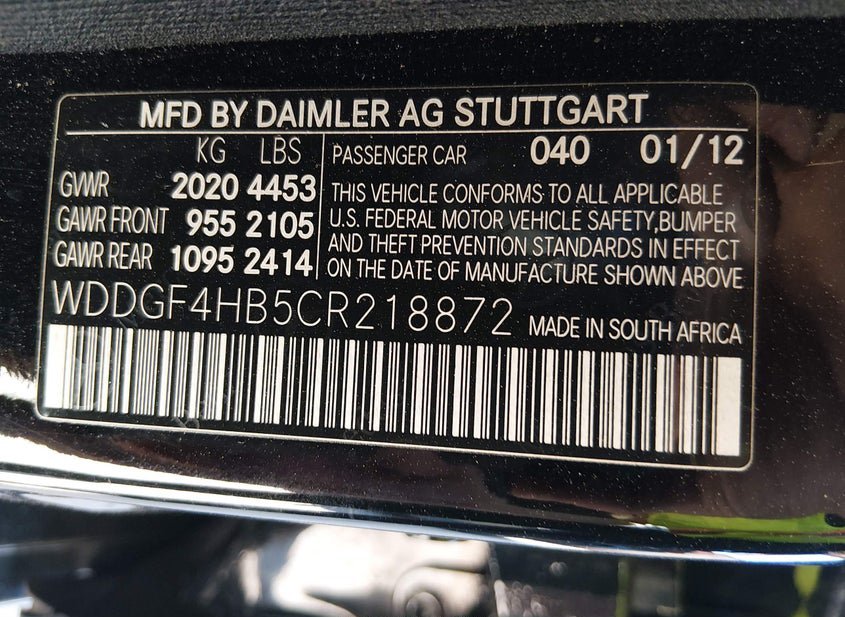 MFD BY DAIMLER AG STUTTGART
KG LBS
GVWR 2020 4453
GAWR FRONT 955 2105
GAWR REAR 1095 2414
PASSENGER CAR 040 01/12
THIS VEHICLE CONFORMS TO ALL APPLICABLE
U.S. FEDERAL MOTOR VEHICLE SAFETY,BUMPER
AND THEFT PREVENTION STANDARDS IN EFFECT
ON THE DATE OF MANUFACTURE SHOWN ABOVE
WDDGF4HB5CR218872 MADE IN SOUTH AFRICA